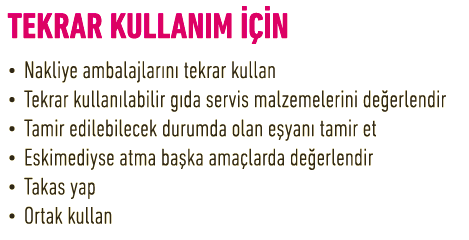 TEKRAR KULLANIM İÇİN
• Nakliye ambalajlarını tekrar kullan
• Tekrar kullanılabilir gıda servis malzemelerini değerlendir
• Tamir edilebilecek durumda olan eşyanı tamir et
• Eskimediyse atma başka amaçlarda değerlendir
• Takas yap
• Ortak kullan